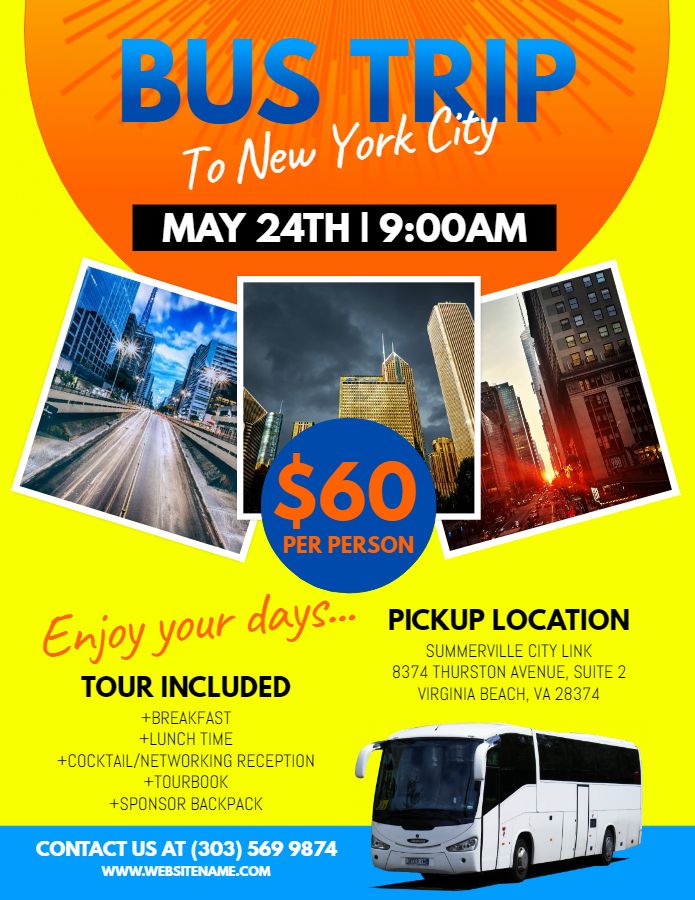 BUS TRIP
To New York City
MAY 24TH | 9:00AM
$60
PER PERSON
Enjoy your days...
TOUR INCLUDED
+BREAKFAST
+LUNCH TIME
+COCKTAIL/NETWORKING RECEPTION
+TOURBOOK
+SPONSOR BACKPACK
PICKUP LOCATION
SUMMERVILLE CITY LINK
8374 THURSTON AVENUE, SUITE 2
VIRGINIA BEACH, VA 28374
CONTACT US AT (303) 569 9874
WWW.WEBSITENAME.COM